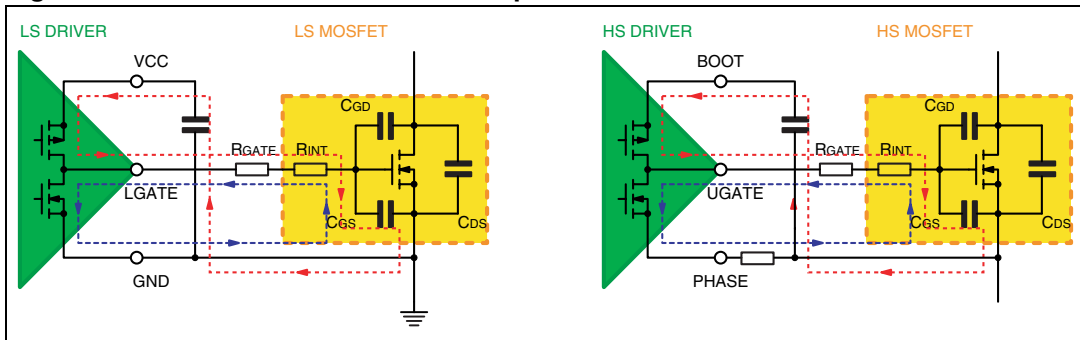 LS DRIVER
LS MOSFET
VCC
CGD
RGATE
RINT
LGATE
CGS
CDS
GND
HS DRIVER
HS MOSFET
BOOT
CGD
RGATE
RINT
UGATE
CGS
CDS
PHASE